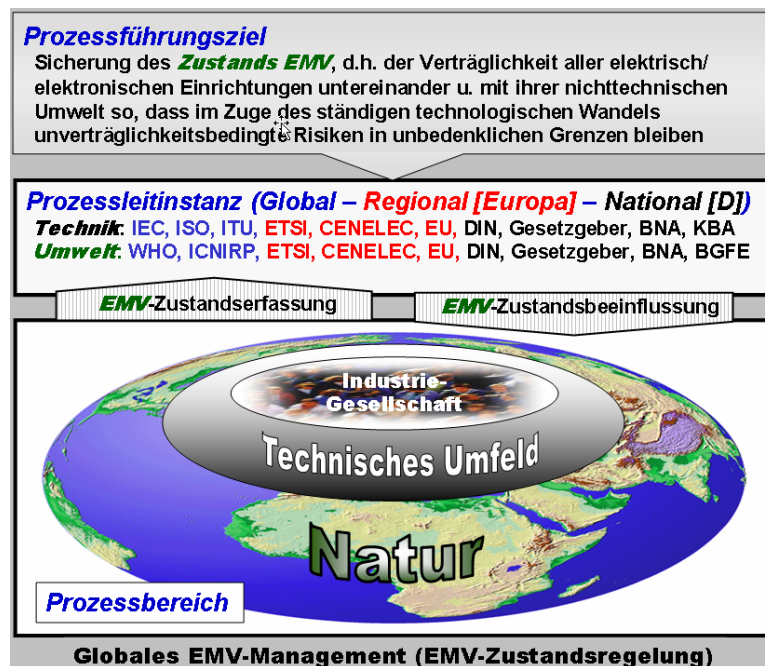 Prozessführungsziel
Sicherung des Zustands EMV, d.h. der Verträglichkeit aller elektrisch/
elektronischen Einrichtungen untereinander u. mit ihrer nichttechnischen
Umwelt so, dass im Zuge des ständigen technologischen Wandels
unverträglichkeitsbedingte Risiken in unbedenklichen Grenzen bleiben
Prozessleitinstanz (Global – Regional [Europa] – National [D])
Technik: IEC, ISO, ITU, ETSI, CENELEC, EU, DIN, Gesetzgeber, BNA, KBA
Umwelt: WHO, ICNIRP, ETSI, CENELEC, EU, DIN, Gesetzgeber, BNA, BGFE
EMV-Zustandserfassung
EMV-Zustandsbeeinflussung
Industrie-
Gesellschaft
Technisches Umfeld
Natur
Prozessbereich
Globales EMV-Management (EMV-Zustandsregelung)